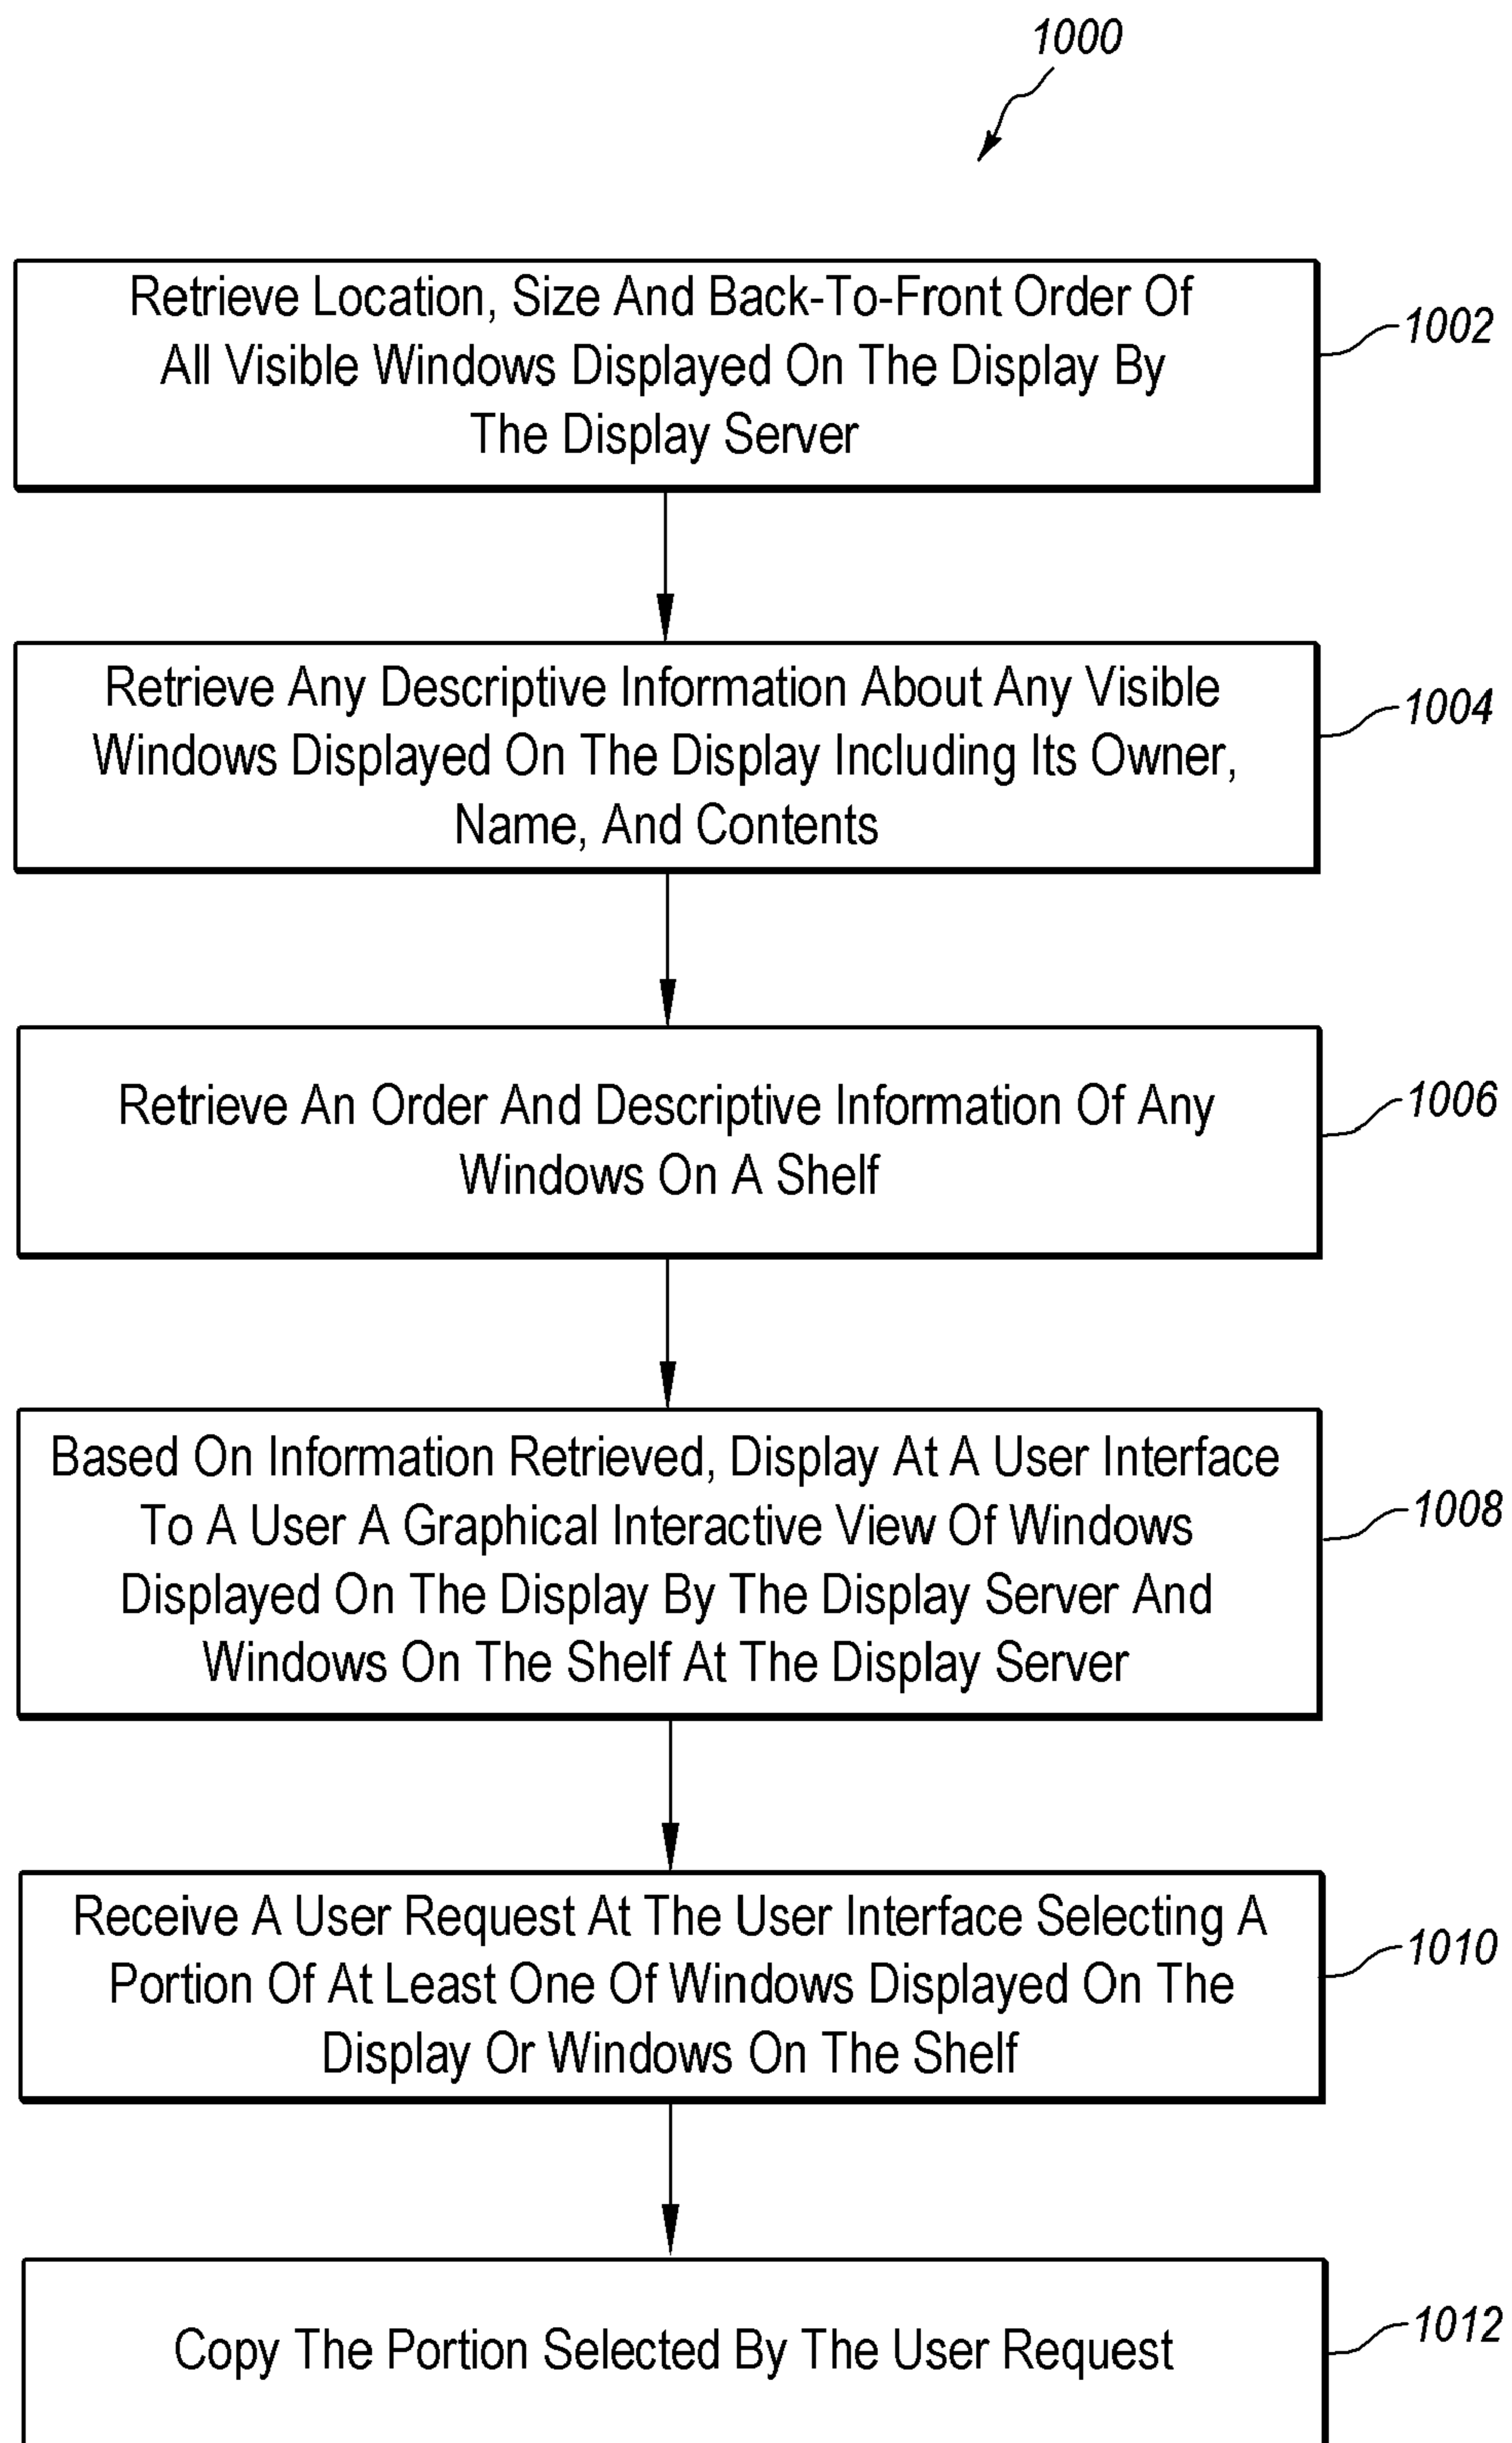 1000
Retrieve Location, Size And Back-To-Front Order Of
All Visible Windows Displayed On The Display By
The Display Server
1002
Retrieve Any Descriptive Information About Any Visible
Windows Displayed On The Display Including Its Owner,
Name, And Contents
1004
Retrieve An Order And Descriptive Information Of Any
Windows On A Shelf
1006
Based On Information Retrieved, Display At A User Interface
To A User A Graphical Interactive View Of Windows
Displayed On The Display By The Display Server And
Windows On The Shelf At The Display Server
1008
Receive A User Request At The User Interface Selecting A
Portion Of At Least One Of Windows Displayed On The
Display Or Windows On The Shelf
1010
Copy The Portion Selected By The User Request
1012